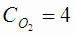 C_{O_2} = 4